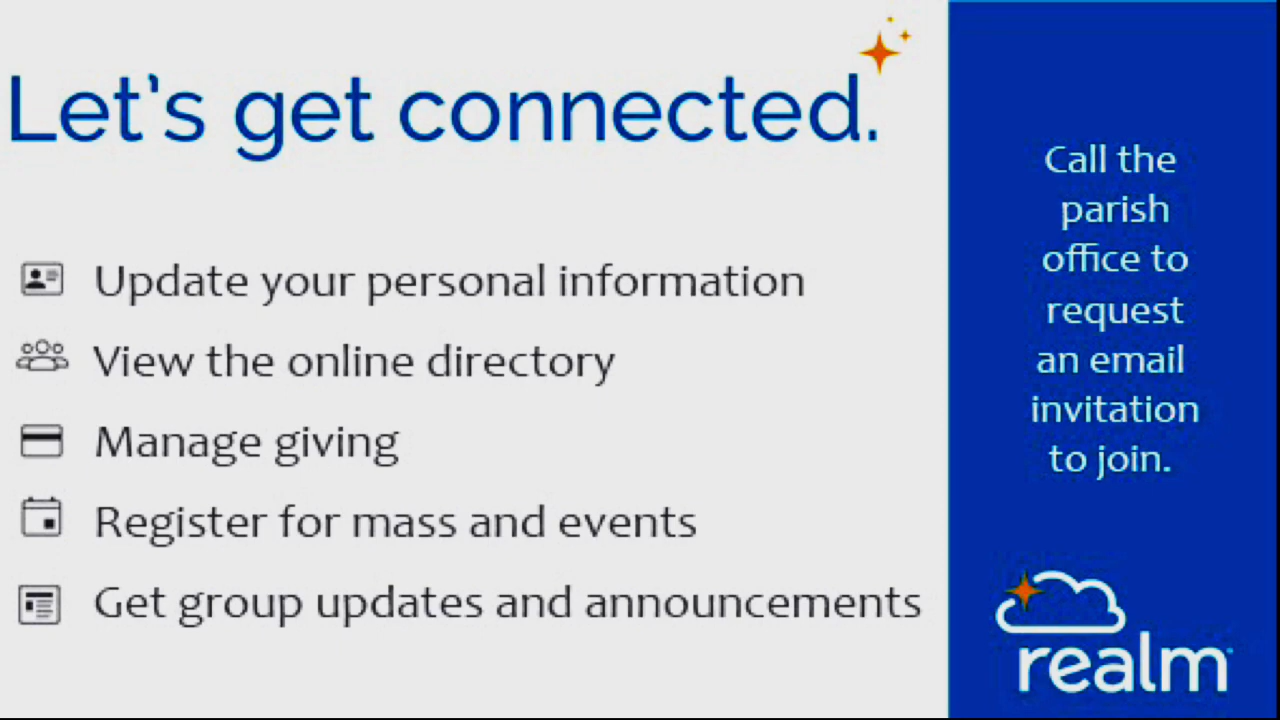 Let's get connected.
Update your personal information
View the online directory
Manage giving
Register for mass and events
Get group updates and announcements
Call the
parish
office to
request
an email
invitation
to join.
realm